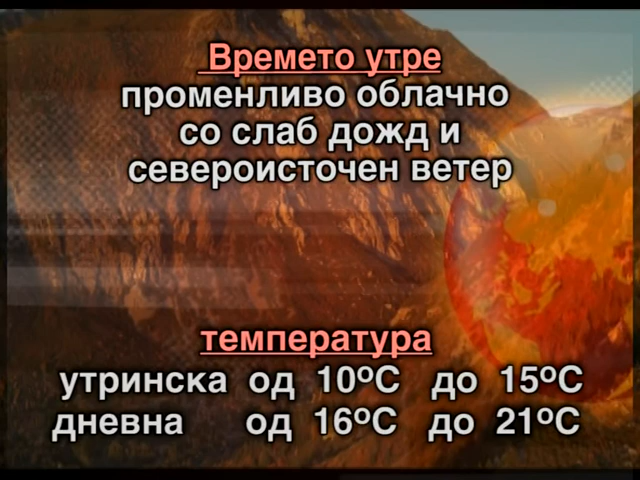 Времето утре
променливо облачно
со слаб дожд и
североисточен ветер
температура
утринска од 10ºC до 15ºC
дневна од 16ºC до 21ºC